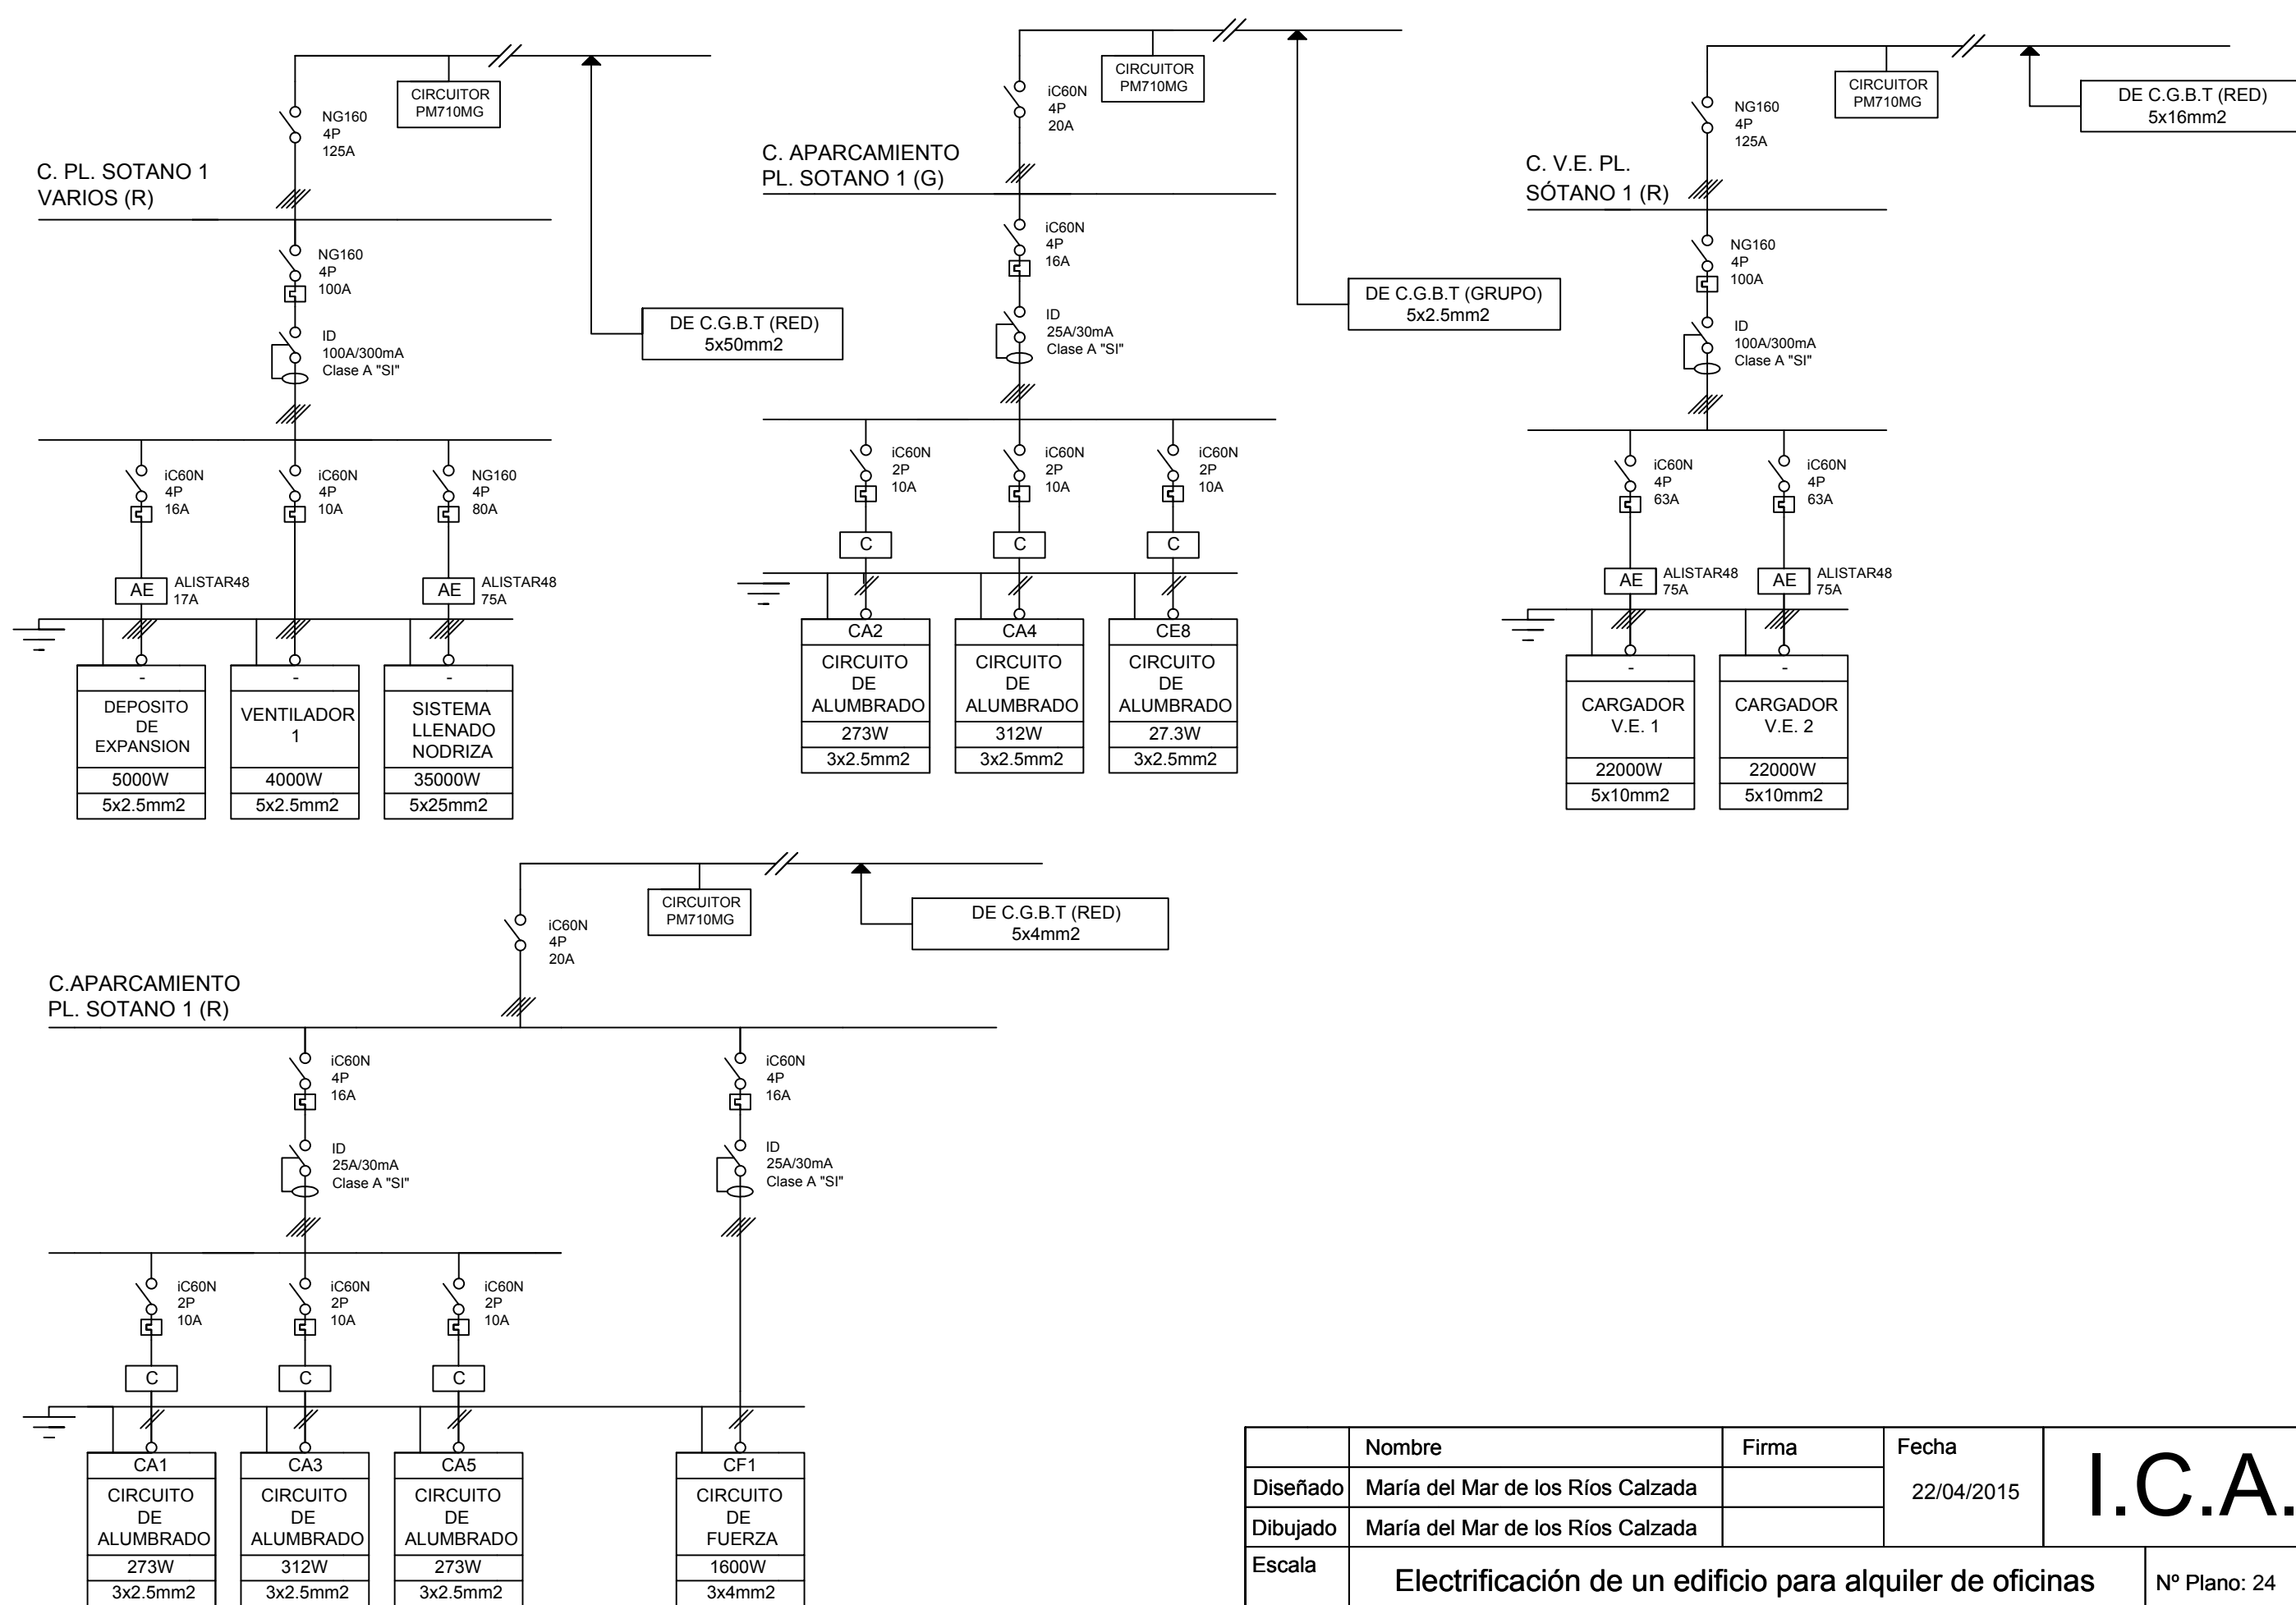 CIRCUITOR
PM710MG
NG160
4P
125A
C. PL. SOTANO 1
VARIOS (R)
NG160
4P
100A
ID
100A/300mA
Clase A "SI"
DE C.G.B.T (RED)
5x50mm2
iC60N
4P
16A
iC60N
4P
10A
NG160
4P
80A
AE
ALISTAR48
17A
AE
ALISTAR48
75A
-
DEPOSITO
DE
EXPANSION
5000W
5x2.5mm2
-
VENTILADOR
1
4000W
5x2.5mm2
-
SISTEMA
LLENADO
NODRIZA
35000W
5x25mm2
CIRCUITOR
PM710MG
iC60N
4P
20A
C. APARCAMIENTO
PL. SOTANO 1 (G)
iC60N
4P
16A
ID
25A/30mA
Clase A "SI"
DE C.G.B.T (GRUPO)
5x2.5mm2
iC60N
2P
10A
iC60N
2P
10A
iC60N
2P
10A
C
C
C
CA2
CIRCUITO
DE
ALUMBRADO
273W
3x2.5mm2
CA4
CIRCUITO
DE
ALUMBRADO
312W
3x2.5mm2
CE8
CIRCUITO
DE
ALUMBRADO
27.3W
3x2.5mm2
CIRCUITOR
PM710MG
DE C.G.B.T (RED)
5x16mm2
NG160
4P
125A
C. V.E. PL.
SÓTANO 1 (R)
NG160
4P
100A
ID
100A/300mA
Clase A "SI"
iC60N
4P
63A
iC60N
4P
63A
AE
ALISTAR48
75A
AE
ALISTAR48
75A
-
CARGADOR
V.E. 1
22000W
5x10mm2
-
CARGADOR
V.E. 2
22000W
5x10mm2
CIRCUITOR
PM710MG
DE C.G.B.T (RED)
5x4mm2
iC60N
4P
20A
C.APARCAMIENTO
PL. SOTANO 1 (R)
iC60N
4P
16A
iC60N
4P
16A
ID
25A/30mA
Clase A "SI"
ID
25A/30mA
Clase A "SI"
iC60N
2P
10A
iC60N
2P
10A
iC60N
2P
10A
C
C
C
CA1
CIRCUITO
DE
ALUMBRADO
273W
3x2.5mm2
CA3
CIRCUITO
DE
ALUMBRADO
312W
3x2.5mm2
CA5
CIRCUITO
DE
ALUMBRADO
273W
3x2.5mm2
CF1
CIRCUITO
DE
FUERZA
1600W
3x4mm2
Nombre Firma Fecha
Diseñado María del Mar de los Ríos Calzada
22/04/2015
I.C.A.
Dibujado María del Mar de los Ríos Calzada
Escala
Electrificación de un edificio para alquiler de oficinas
Nº Plano: 24